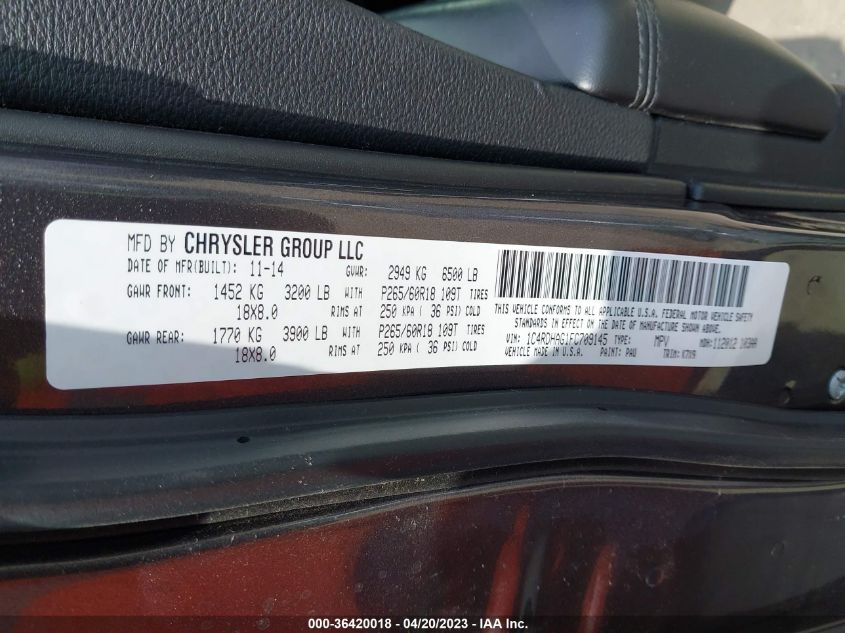 MFD BY CHRYSLER GROUP LLC
DATE OF MFR(BUILT): 11-14 GVWR: 2949 KG 6500 LB
GAWR FRONT: 1452 KG 3200 LB WITH P265/60R18 109T TIRES
18X8.0 RIMS AT 250 KPA ( 36 PSI) COLD
GAWR REAR: 1770 KG 3900 LB WITH P265/60R18 109T TIRES
18X8.0 RIMS AT 250 KPA ( 36 PSI) COLD
THIS VEHICLE CONFORMS TO ALL APPLICABLE U.S.A. FEDERAL MOTOR VEHICLE SAFETY
STANDARDS IN EFFECT ON THE DATE OF MANUFACTURE SHOWN ABOVE.
VIN: 1C4RDHAG1FC709145 TYPE: MPV MDH:
VEHICLE MADE IN U.S.A. PAINT: PAU TRIM: K7X9
000-36420018 - 04/20/2023 - IAA Inc.